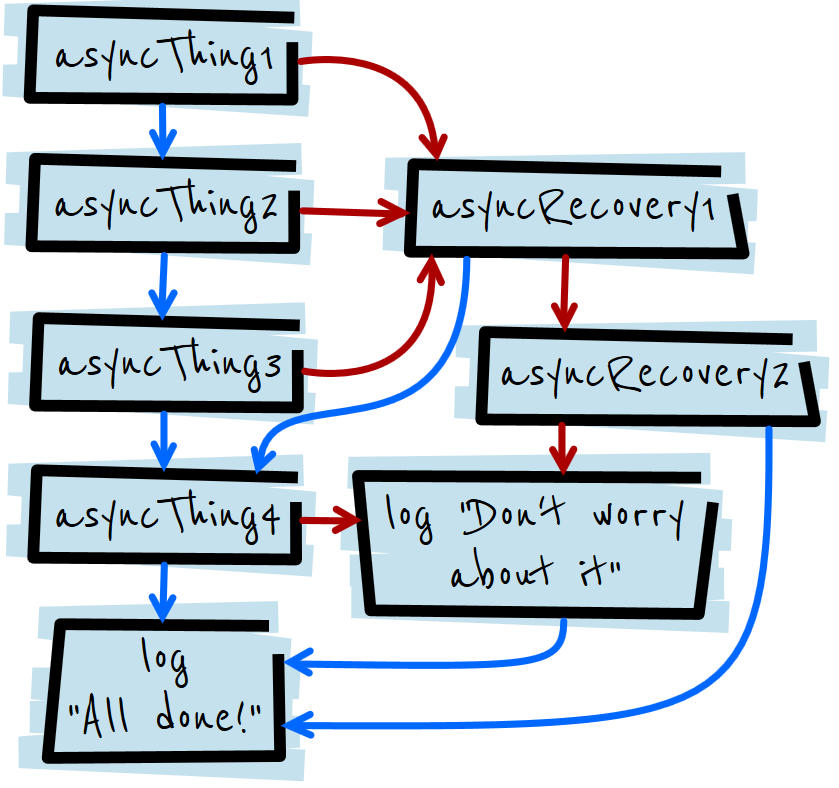 asyncThing1
asyncThing2
asyncRecovery1
asyncThing3
asyncRecovery2
asyncThing4
log "Don't worry
about it"
log
"All done!"